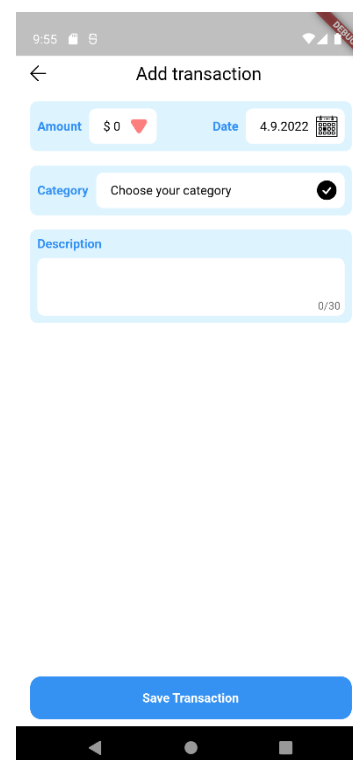 9:55
Add transaction
Amount $ 0 Date 4.9.2022
Category Choose your category
Description
0/30
Save Transaction